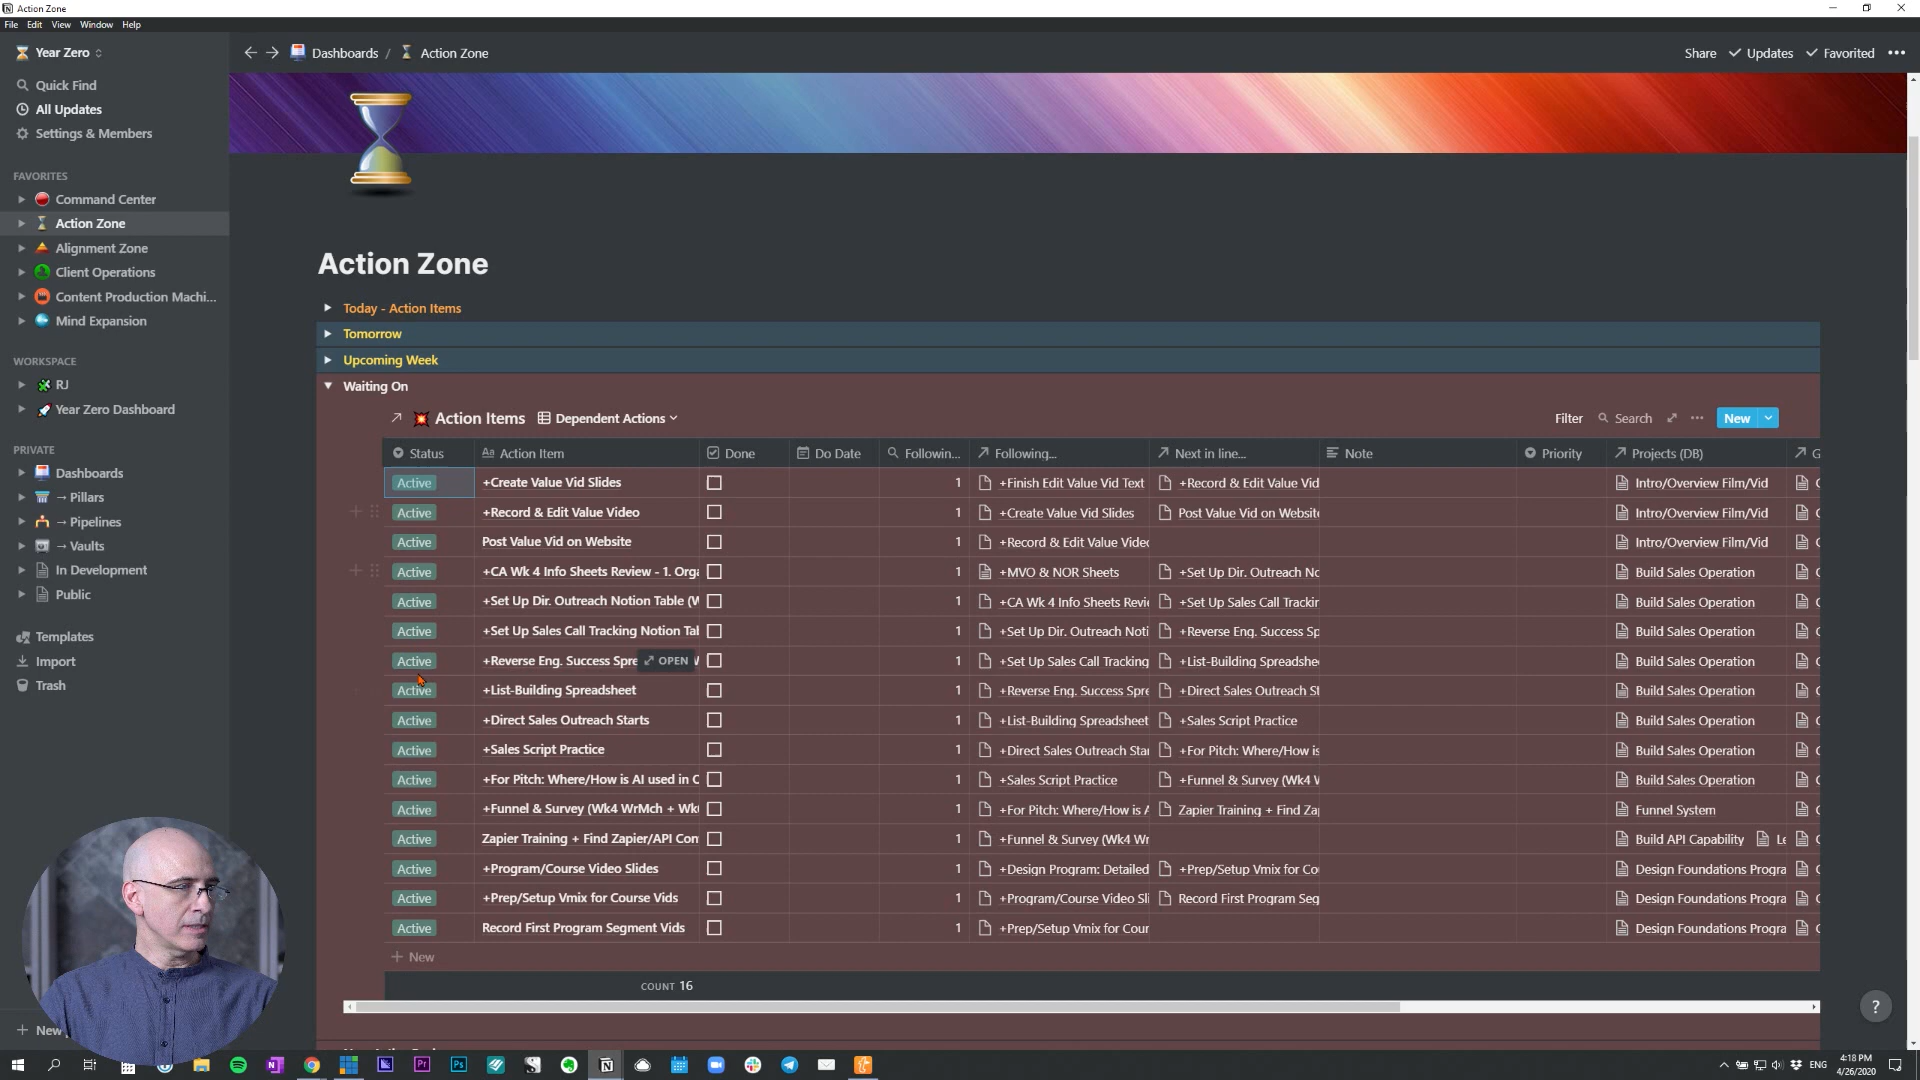 Action Zone
File Edit View Window Help
Year Zero
Dashboards / Action Zone
Share Updates Favorited
Quick Find
All Updates
Settings & Members
FAVORITES
Command Center
Action Zone
Alignment Zone
Client Operations
Content Production Machi...
Mind Expansion
WORKSPACE
RJ
Year Zero Dashboard
PRIVATE
Dashboards
→ Pillars
→ Pipelines
→ Vaults
In Development
Public
Templates
Import
Trash
+ New
Action Zone
Today - Action Items
Tomorrow
Upcoming Week
Waiting On
Action Items Dependent Actions
Filter Search New
Status Action Item Done Do Date Followin... Following... Next in line... Note Priority Projects (DB) G
Active +Create Value Vid Slides 1 +Finish Edit Value Vid Text +Record & Edit Value Vid Intro/Overview Film/Vid
Active +Record & Edit Value Video 1 +Create Value Vid Slides Post Value Vid on Website Intro/Overview Film/Vid
Active Post Value Vid on Website 1 +Record & Edit Value Video Intro/Overview Film/Vid
Active +CA Wk 4 Info Sheets Review - 1. Orga 1 +MVO & NOR Sheets +Set Up Dir. Outreach No Build Sales Operation
Active +Set Up Dir. Outreach Notion Table (W 1 +CA Wk 4 Info Sheets Revie +Set Up Sales Call Trackin Build Sales Operation
Active +Set Up Sales Call Tracking Notion Tab 1 +Set Up Dir. Outreach Noti +Reverse Eng. Success Sp Build Sales Operation
Active +Reverse Eng. Success Spre OPEN 1 +Set Up Sales Call Tracking +List-Building Spreadshee Build Sales Operation
Active +List-Building Spreadsheet 1 +Reverse Eng. Success Spre +Direct Sales Outreach St Build Sales Operation
Active +Direct Sales Outreach Starts 1 +List-Building Spreadsheet +Sales Script Practice Build Sales Operation
Active +Sales Script Practice 1 +Direct Sales Outreach Star +For Pitch: Where/How is Build Sales Operation
Active +For Pitch: Where/How is AI used in C 1 +Sales Script Practice +Funnel & Survey (Wk4 W Build Sales Operation
Active +Funnel & Survey (Wk4 WrMch + Wk6 1 +For Pitch: Where/How is A Zapier Training + Find Zap Funnel System
Active Zapier Training + Find Zapier/API Con 1 +Funnel & Survey (Wk4 Wr Build API Capability Le
Active +Program/Course Video Slides 1 +Design Program: Detailed +Prep/Setup Vmix for Co Design Foundations Progra
Active +Prep/Setup Vmix for Course Vids 1 +Program/Course Video Sli Record First Program Seg Design Foundations Progra
Active Record First Program Segment Vids 1 +Prep/Setup Vmix for Cour Design Foundations Progra
+ New
COUNT 16
?
ENG
4:18 PM
4/26/2020